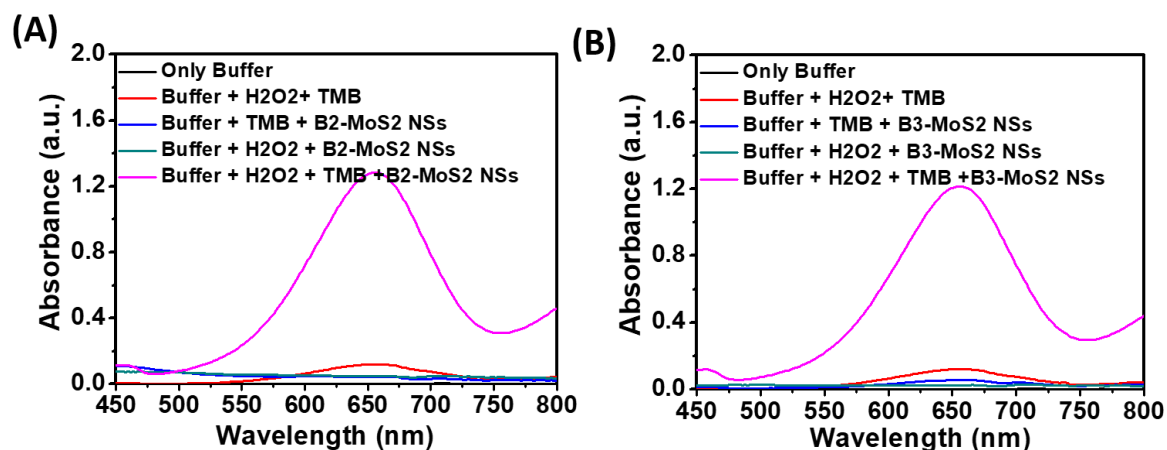 (A)
2.0
1.6
1.2
0.8
0.4
0.0
Absorbance (a.u.)
Only Buffer
Buffer + H2O2+ TMB
Buffer + TMB + B2-MoS2 NSs
Buffer + H2O2 + B2-MoS2 NSs
Buffer + H2O2 + TMB +B2-MoS2 NSs
450 500 550 600 650 700 750 800
Wavelength (nm)
(B)
2.0
1.6
1.2
0.8
0.4
0.0
Absorbance (a.u.)
Only Buffer
Buffer + H2O2+ TMB
Buffer + TMB + B3-MoS2 NSs
Buffer + H2O2 + B3-MoS2 NSs
Buffer + H2O2 + TMB +B3-MoS2 NSs
450 500 550 600 650 700 750 800
Wavelength (nm)